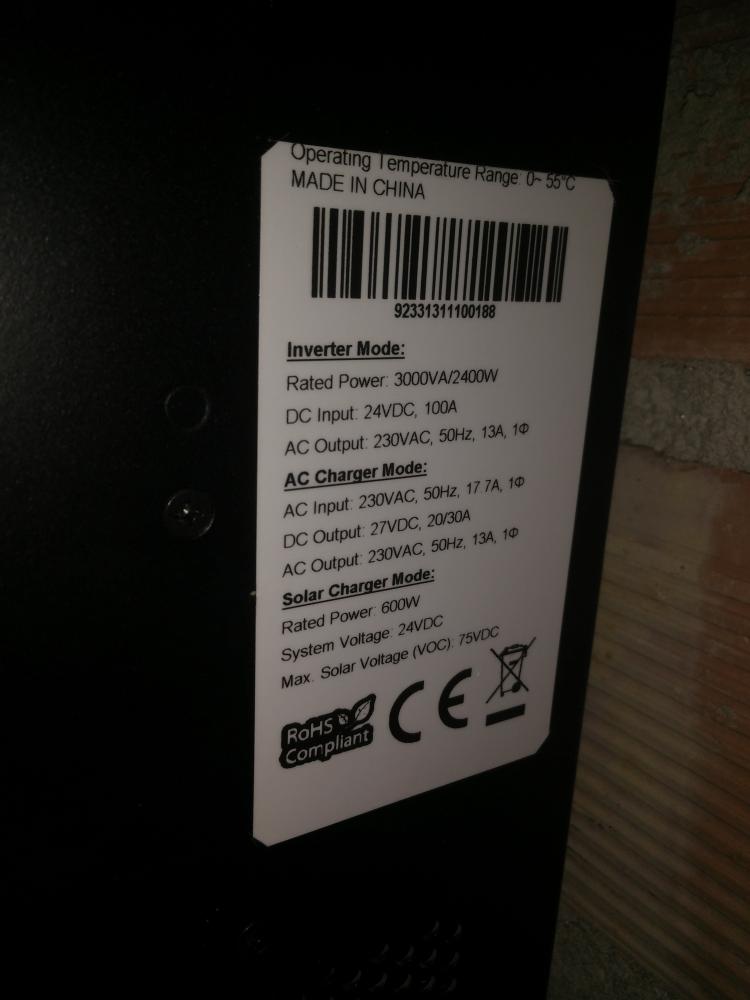 Operating Temperature Range: 0~ 55°C
MADE IN CHINA
92331311100188
Inverter Mode:
Rated Power: 3000VA/2400W
DC Input: 24VDC, 100A
AC Output: 230VAC, 50Hz, 13A, 1Φ
AC Charger Mode:
AC Input: 230VAC, 50Hz, 17.7A, 1Φ
DC Output: 27VDC, 20/30A
AC Output: 230VAC, 50Hz, 13A, 1Φ
Solar Charger Mode:
Rated Power: 600W
System Voltage: 24VDC
Max. Solar Voltage (VOC): 75VDC
RoHS
Compliant
CE